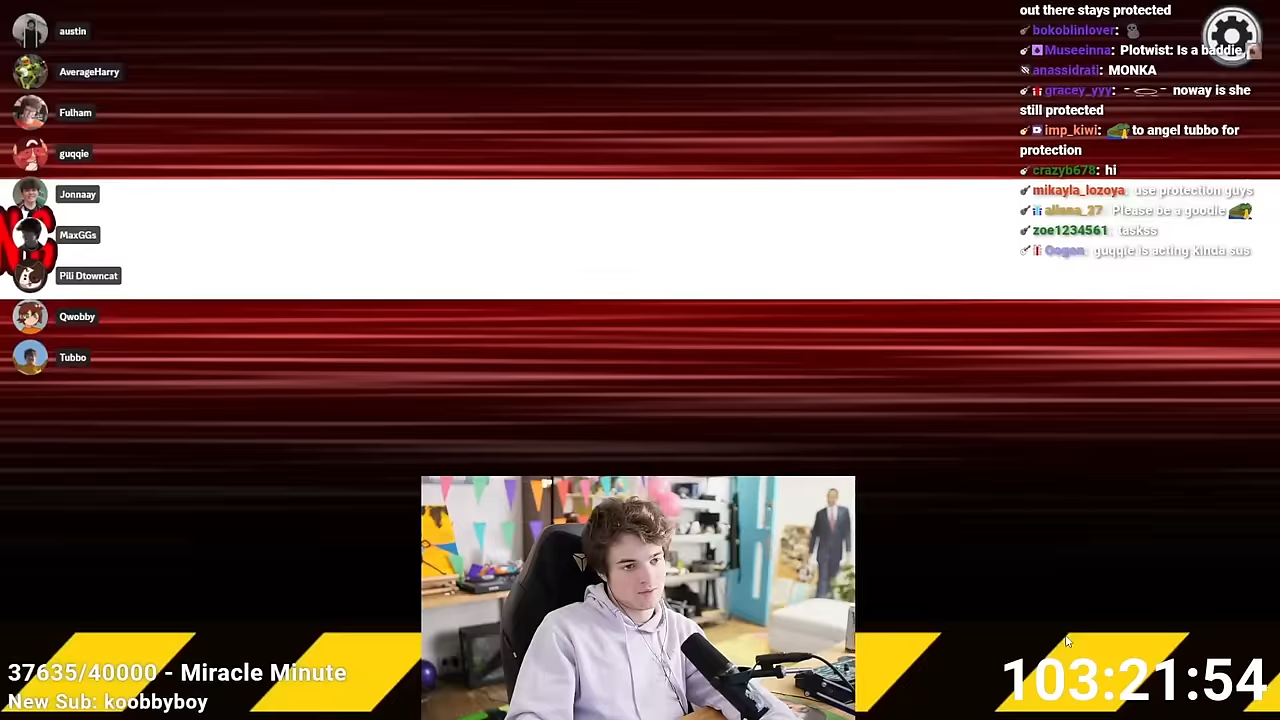 austin
AverageHarry
Fulham
guqqie
Jonnaay
MaxGGs
Pili Dtowncat
Qwobby
Tubbo
out there stays protected
bokoblinlover:
Museeinna: Plotwist: Is a baddie
anassidrati: MONKA
gracey_yyy: noway is she
still protected
imp_kiwi: to angel tubbo for
protection
crazyb678: hi
mikayla_lozoya: use protection guys
Please be a goodie
zoe1234561: taskss
guqqie is acting kinda sus
37635/40000 - Miracle Minute
New Sub: koobbyboy
103:21:54